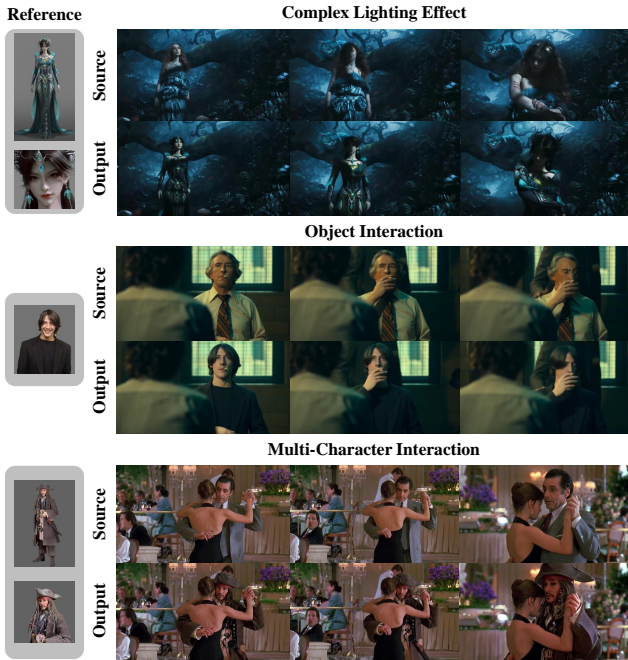 Reference
Complex Lighting Effect
Source
Output
Object Interaction
Source
Output
Multi-Character Interaction
Source
Output